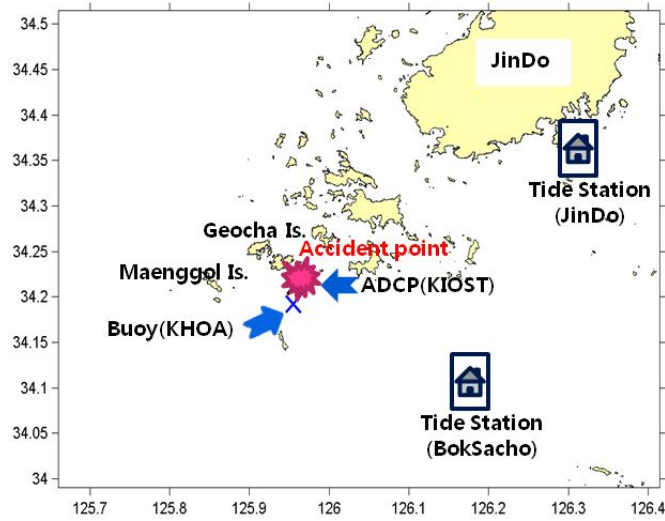 34.5
34.45
34.4
34.35
34.3
34.25
34.2
34.15
34.1
34.05
34
JinDo
Tide Station
(JinDo)
Geocha Is.
Accident point
Maenggol Is.
ADCP(KIOST)
Buoy(KHOA)
Tide Station
(BokSacho)
125.7
125.8
125.9
126
126.1
126.2
126.3
126.4